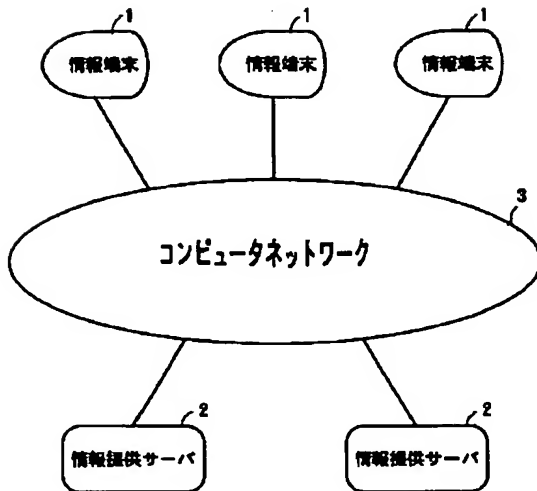 1 1 1
情報端末 情報端末 情報端末
3
コンピュータネットワーク
2 2
情報提供サーバ 情報提供サーバ